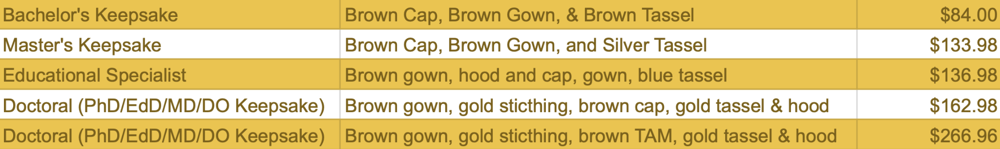 Bachelor's Keepsake Brown Cap, Brown Gown, & Brown Tassel $84.00
Master's Keepsake Brown Cap, Brown Gown, and Silver Tassel $133.98
Educational Specialist Brown gown, hood and cap, gown, blue tassel $136.98
Doctoral (PhD/EdD/MD/DO Keepsake) Brown gown, gold sticthing, brown cap, gold tassel & hood $162.98
Doctoral (PhD/EdD/MD/DO Keepsake) Brown gown, gold sticthing, brown TAM, gold tassel & hood $266.96